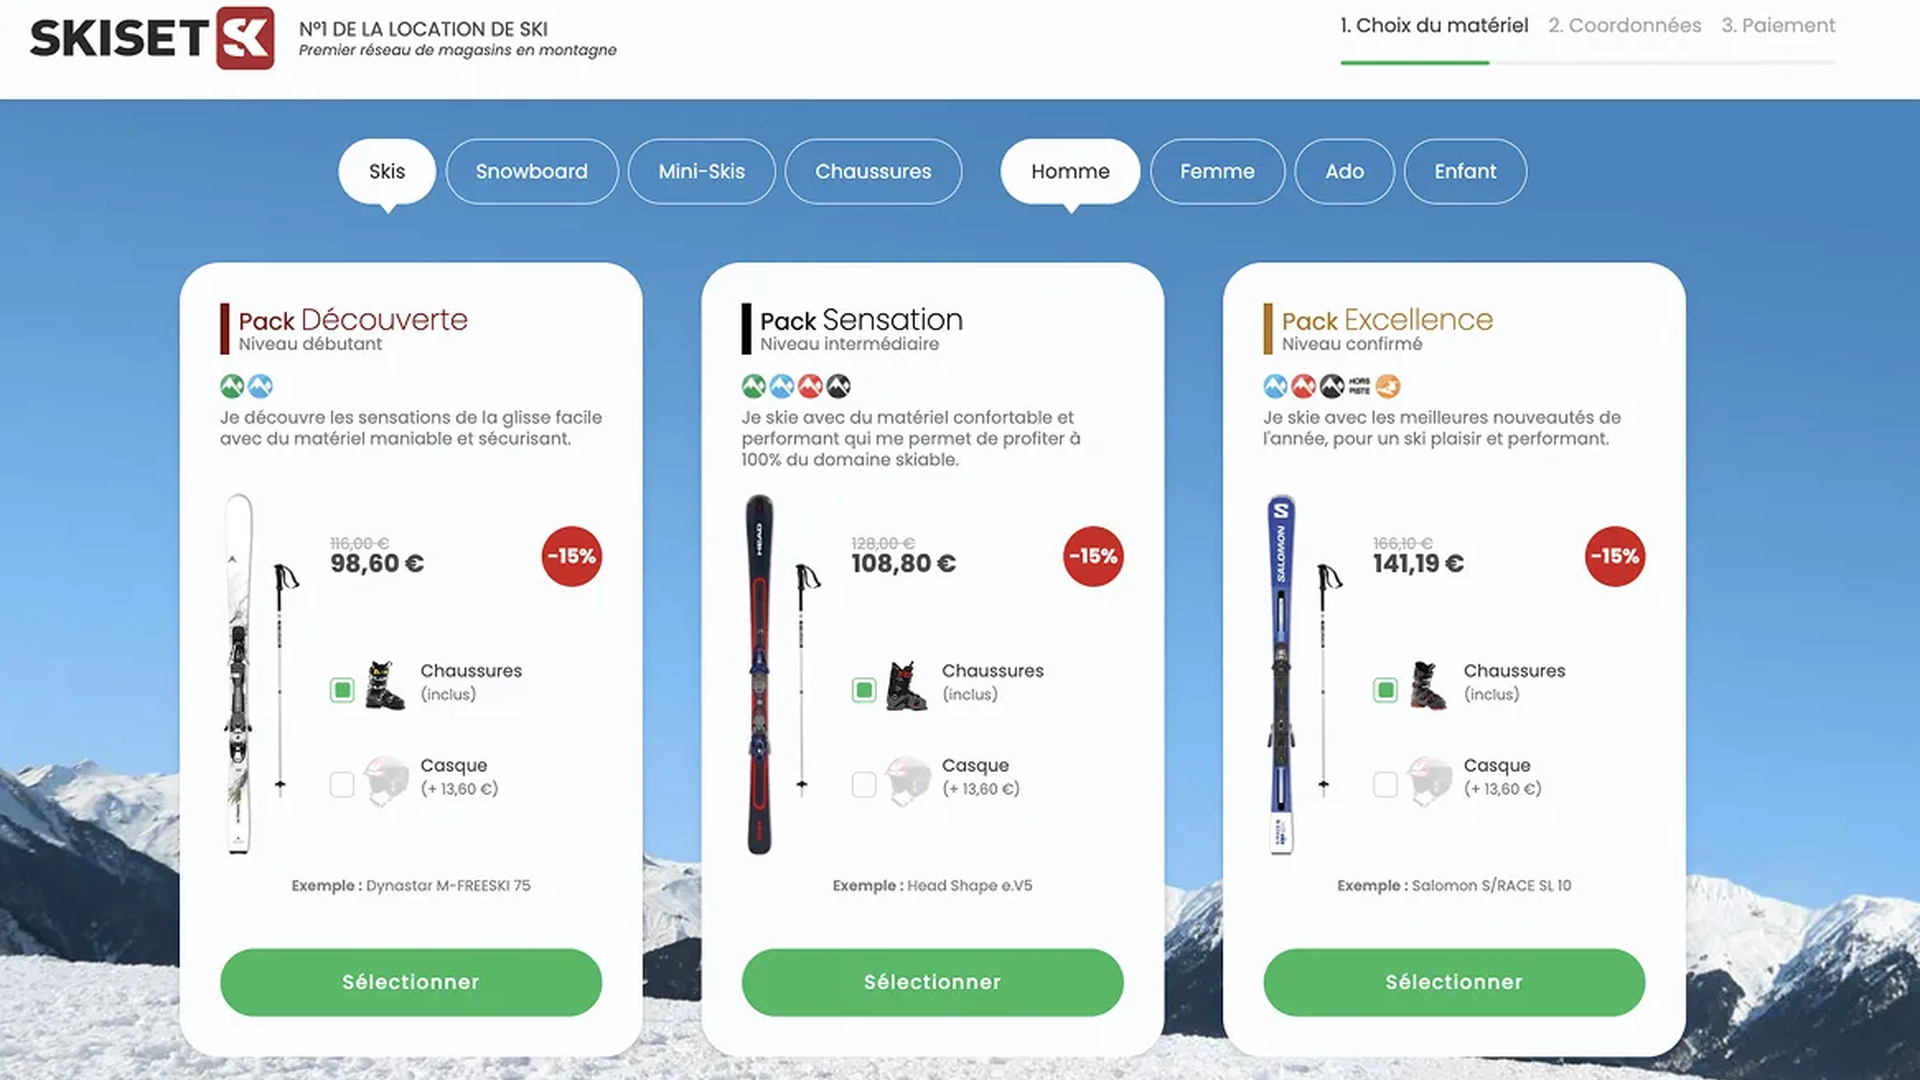 SKISET SK
N°1 DE LA LOCATION DE SKI
Premier réseau de magasins en montagne
1. Choix du matériel 2. Coordonnées 3. Paiement
Skis Snowboard Mini-Skis Chaussures Homme Femme Ado Enfant
Pack Découverte
Niveau débutant
Je découvre les sensations de la glisse facile
avec du matériel maniable et sécurisant.
116,00 €
98,60 €
-15%
Chaussures
(inclus)
Casque
(+ 13,60 €)
Exemple : Dynastar M-FREESKI 75
Sélectionner
Pack Sensation
Niveau intermédiaire
Je skie avec du matériel confortable et
performant qui me permet de profiter à
100% du domaine skiable.
HEAD
128,00 €
108,80 €
-15%
Chaussures
(inclus)
Casque
(+ 13,60 €)
Exemple : Head Shape e.V5
Sélectionner
Pack Excellence
Niveau confirmé
HORS
PISTE
Je skie avec les meilleures nouveautés de
l'année, pour un ski plaisir et performant.
S
SALOMON
166,10 €
141,19 €
-15%
Chaussures
(inclus)
Casque
(+ 13,60 €)
Exemple : Salomon S/RACE SL 10
Sélectionner